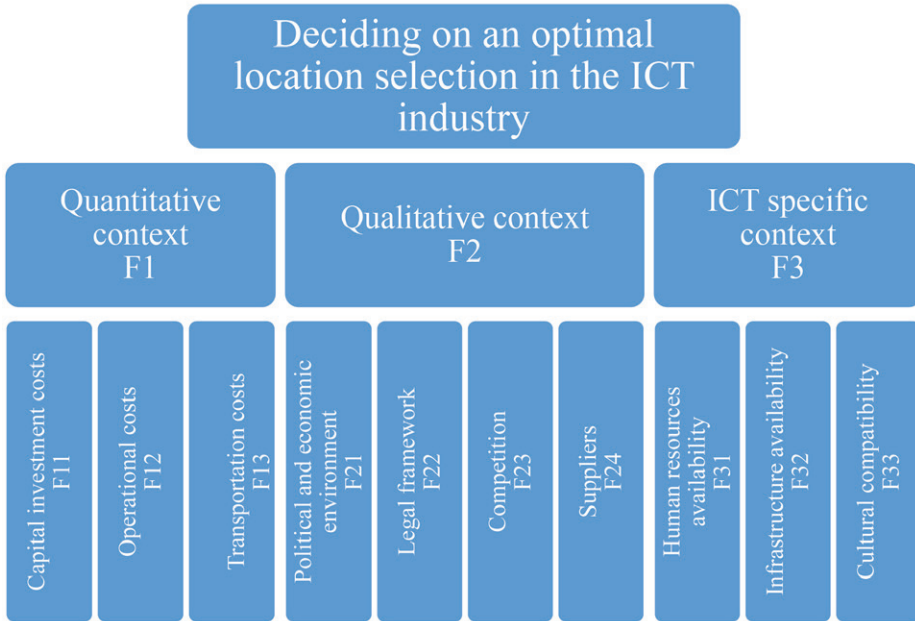 Deciding on an optimal
location selection in the ICT
industry
Quantitative
context
F1
Qualitative context
F2
ICT specific
context
F3
Capital investment costs
F11
Operational costs
F12
Transportation costs
F13
Political and economic
environment
F21
Legal framework
F22
Competition
F23
Suppliers
F24
Human resources
availability
F31
Infrastructure availability
F32
Cultural compatibility
F33